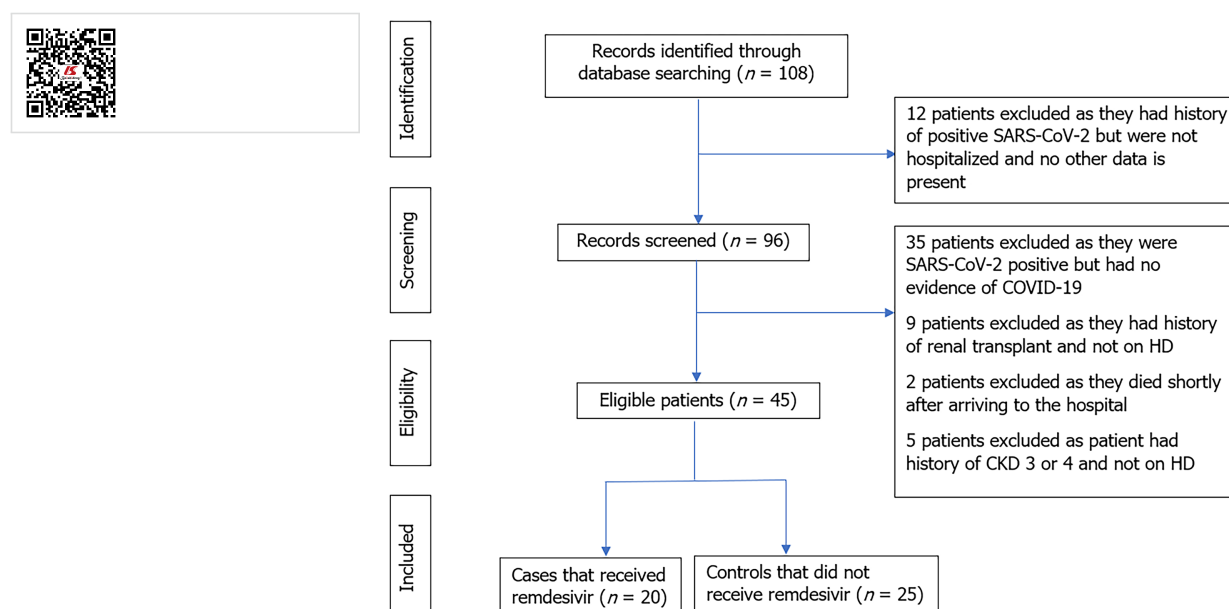 Identification
Records identified through
database searching (n = 108)
12 patients excluded as they had history
of positive SARS-CoV-2 but were not
hospitalized and no other data is
present
Screening
Records screened (n = 96)
35 patients excluded as they were
SARS-CoV-2 positive but had no
evidence of COVID-19
9 patients excluded as they had history
of renal transplant and not on HD
2 patients excluded as they died shortly
after arriving to the hospital
5 patients excluded as patient had
history of CKD 3 or 4 and not on HD
Eligibility
Eligible patients (n = 45)
Included
Cases that received
remdesivir (n = 20)
Controls that did not
receive remdesivir (n = 25)